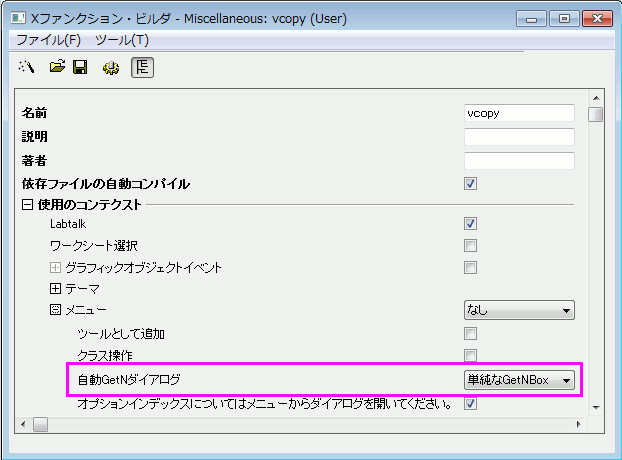 Xファンクション・ビルダ - Miscellaneous: vcopy (User)
ファイル(F) ツール(T)
名前 vcopy
説明
著者
依存ファイルの自動コンパイル
使用のコンテクスト
Labtalk
ワークシート選択
グラフィックオブジェクトイベント
テーマ
メニュー なし
ツールとして追加
クラス操作
自動GetNダイアログ 単純なGetNBox
オプションインデックスについてはメニューからダイアログを開いてください。